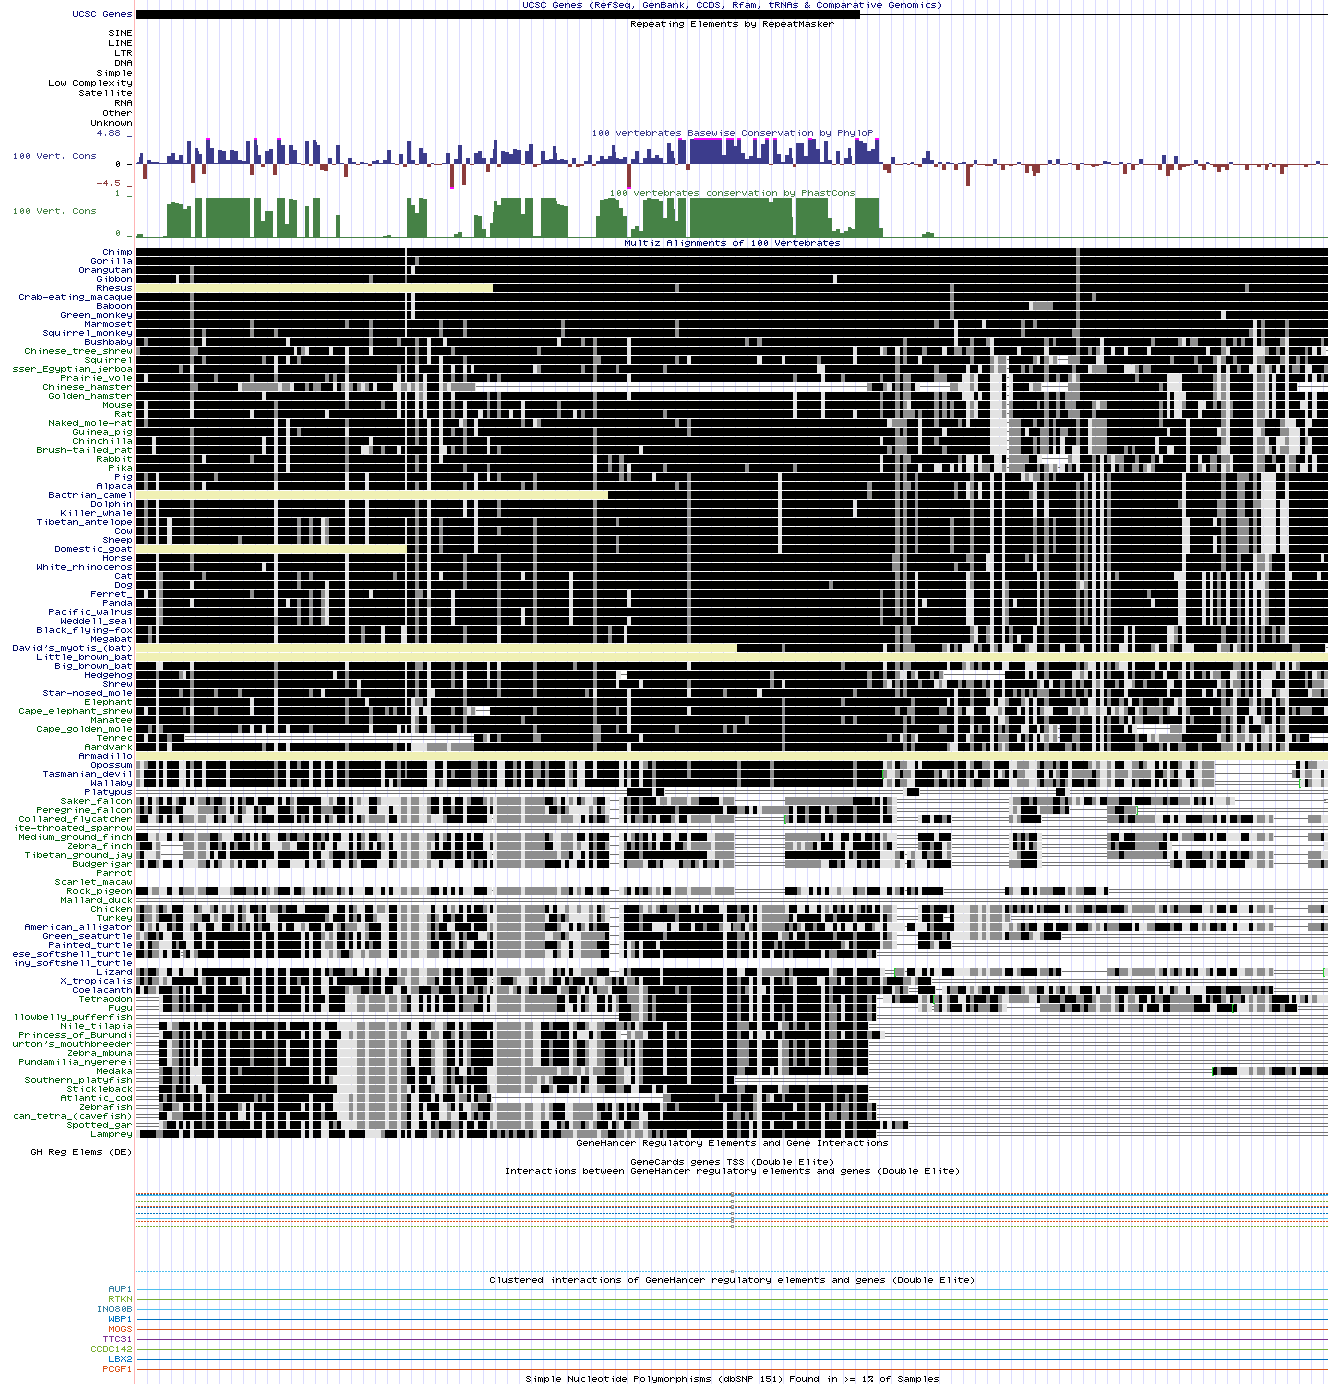 UCSC Genes (RefSeq, GenBank, CCDS, Rfam, tRNAs & Comparative Genomics)
UCSC Genes
Repeating Elements by RepeatMasker
SINE
LINE
LTR
DNA
Simple
Low Complexity
Satellite
RNA
Other
Unknown
100 vertebrates Basewise Conservation by PhyloP
4.88 _
100 Vert. Cons
0 _
-4.5 _
100 vertebrates conservation by PhastCons
1 _
100 Vert. Cons
0 _
Multiz Alignments of 100 Vertebrates
Chimp
Gorilla
Orangutan
Gibbon
Rhesus
Crab-eating_macaque
Baboon
Green_monkey
Marmoset
Squirrel_monkey
Bushbaby
Chinese_tree_shrew
Squirrel
sser_Egyptian_jerboa
Prairie_vole
Chinese_hamster
Golden_hamster
Mouse
Rat
Naked_mole-rat
Guinea_pig
Chinchilla
Brush-tailed_rat
Rabbit
Pika
Pig
Alpaca
Bactrian_camel
Dolphin
Killer_whale
Tibetan_antelope
Cow
Sheep
Domestic_goat
Horse
White_rhinoceros
Cat
Dog
Ferret_
Panda
Pacific_walrus
Weddell_seal
Black_flying-fox
Megabat
David's_myotis_(bat)
Little_brown_bat
Big_brown_bat
Hedgehog
Shrew
Star-nosed_mole
Elephant
Cape_elephant_shrew
Manatee
Cape_golden_mole
Tenrec
Aardvark
Armadillo
Opossum
Tasmanian_devil
Wallaby
Platypus
Saker_falcon
Peregrine_falcon
Collared_flycatcher
ite-throated_sparrow
Medium_ground_finch
Zebra_finch
Tibetan_ground_jay
Budgerigar
Parrot
Scarlet_macaw
Rock_pigeon
Mallard_duck
Chicken
Turkey
American_alligator
Green_seaturtle
Painted_turtle
ese_softshell_turtle
iny_softshell_turtle
Lizard
X_tropicalis
Coelacanth
Tetraodon
Fugu
llowbelly_pufferfish
Nile_tilapia
Princess_of_Burundi
urton's_mouthbreeder
Zebra_mbuna
Pundamilia_nyererei
Medaka
Southern_platyfish
Stickleback
Atlantic_cod
Zebrafish
can_tetra_(cavefish)
Spotted_gar
Lamprey
GeneHancer Regulatory Elements and Gene Interactions
GH Reg Elems (DE)
GeneCards genes TSS (Double Elite)
Interactions between GeneHancer regulatory elements and genes (Double Elite)
Clustered interactions of GeneHancer regulatory elements and genes (Double Elite)
AUP1
RTKN
INO80B
WBP1
MOGS
TTC31
CCDC142
LBX2
PCGF1
Simple Nucleotide Polymorphisms (dbSNP 151) Found in >= 1% of Samples